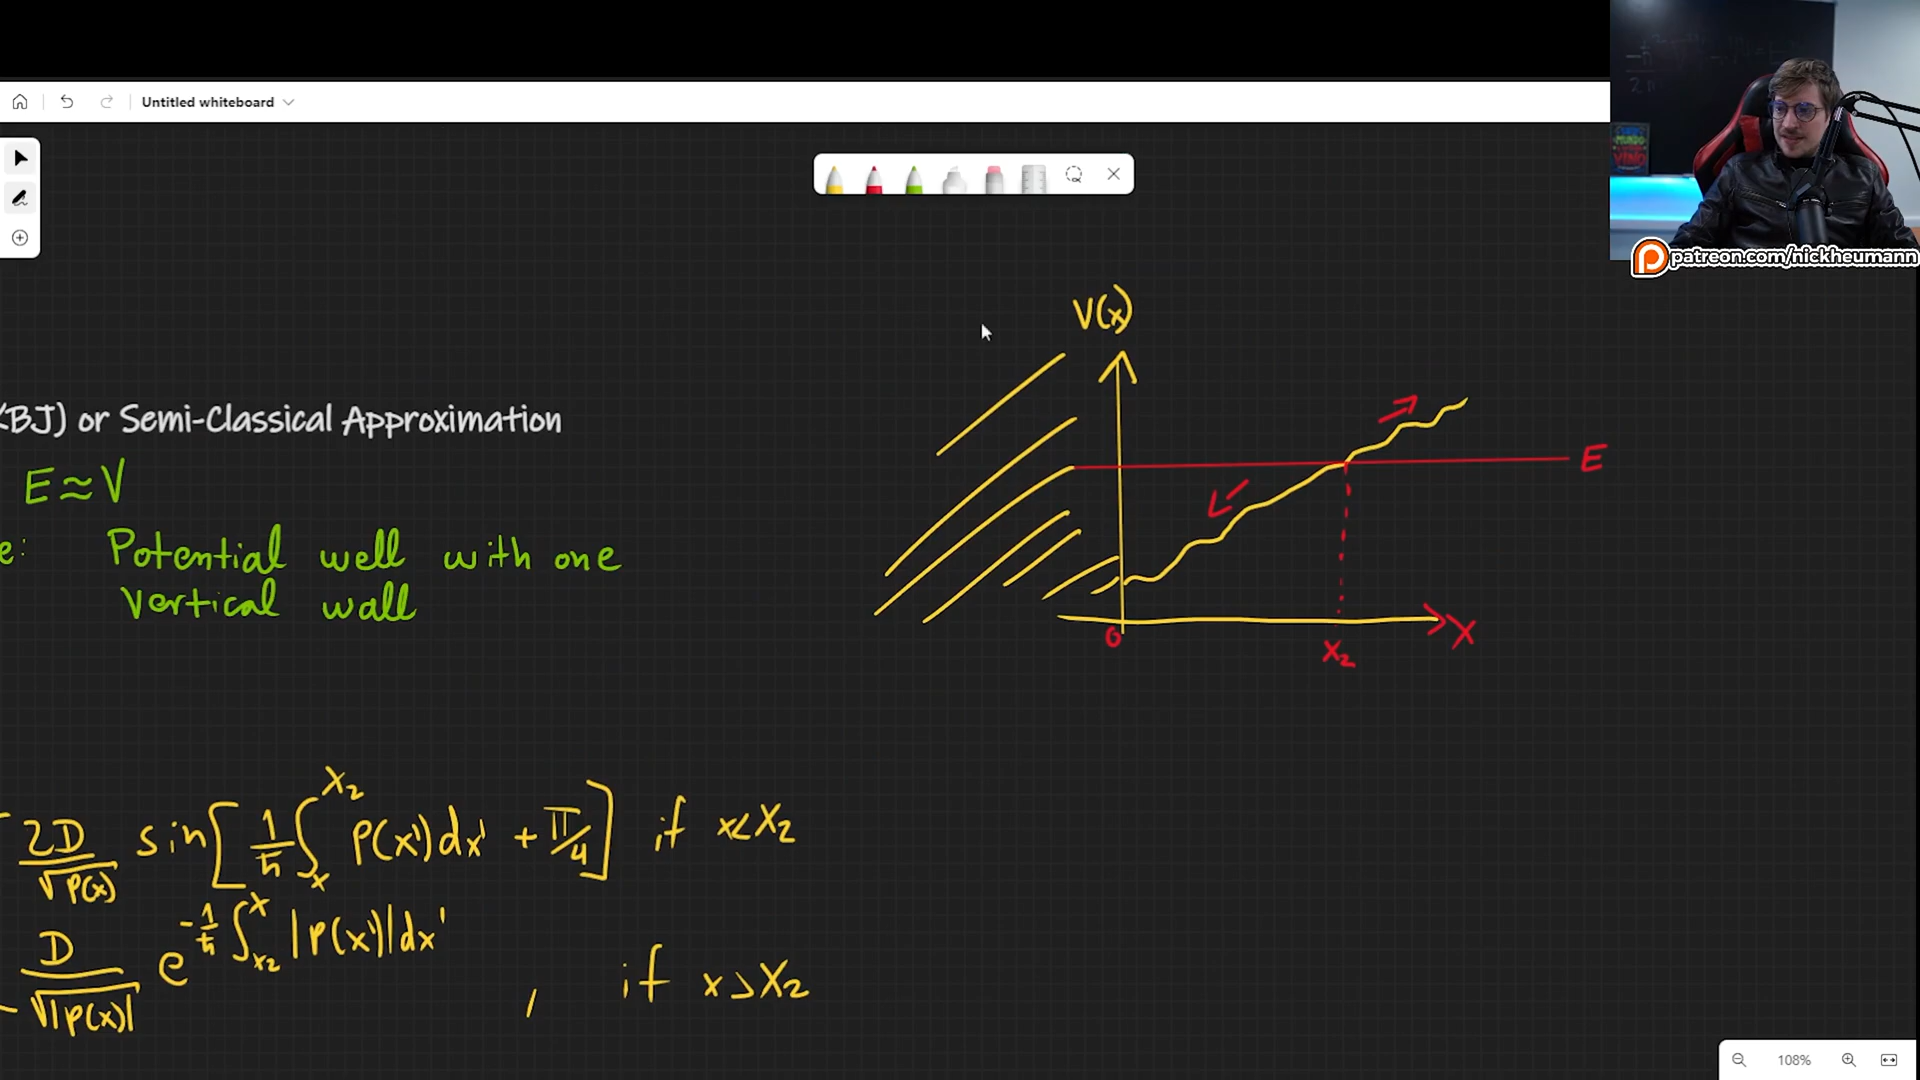 Untitled whiteboard
patreon.com/nickheumann
V(x)
KBJ) or Semi-Classical Approximation
E
E≈V
e: Potential well with one
vertical wall
0
x₂
X
2D/√p(x) sin[1/ħ ∫ₓ^x₂ p(x')dx' + π/4] if x<x₂
D/√|p(x)| e^(-1/ħ ∫x₂^x |p(x')|dx') , if x>x₂
108%